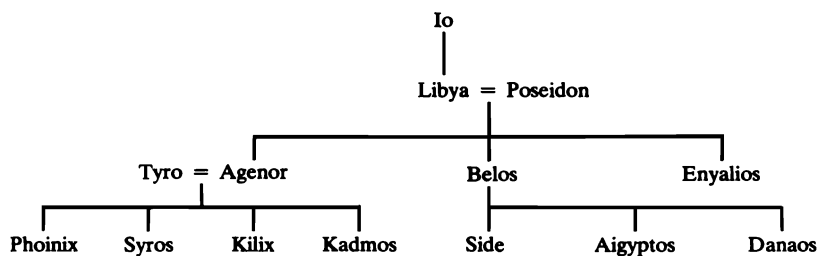 Io
Libya = Poseidon
Tyro = Agenor Belos Enyalios
Phoinix Syros Kilix Kadmos Side Aigyptos Danaos